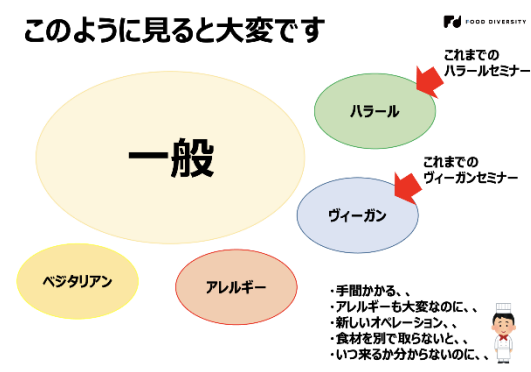 このように見ると大変です
FOOD DIVERSITY
これまでの
ハラールセミナー
ハラール
一般
これまでの
ヴィーガンセミナー
ヴィーガン
ベジタリアン
アレルギー
・手間かかる、、
・アレルギーも大変なのに、、
・新しいオペレーション、、
・食材を別で取らないと、、
・いつ来るか分からないのに、、